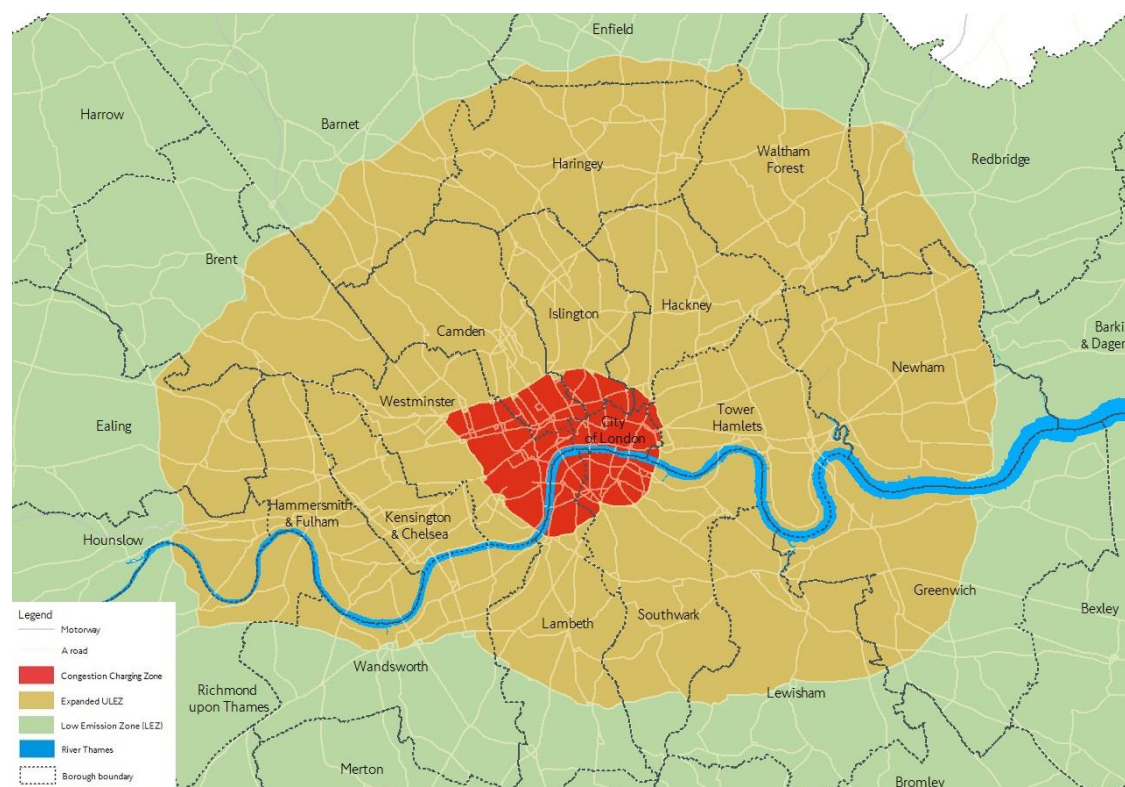 Enfield
Harrow
Barnet
Waltham
Forest
Redbridge
Haringey
Brent
Islington
Hackney
Camden
Barki
& Dagen
Newham
Westminster
Tower
Hamlets
City
of London
Ealing
Hammersmith
& Fulham
Kensington
& Chelsea
Hounslow
Greenwich
Bexley
Southwark
Lambeth
Wandsworth
Richmond
upon Thames
Lewisham
Merton
Bromley
Legend
Motorway
A road
Congestion Charging Zone
Expanded ULEZ
Low Emission Zone (LEZ)
River Thames
Borough boundary